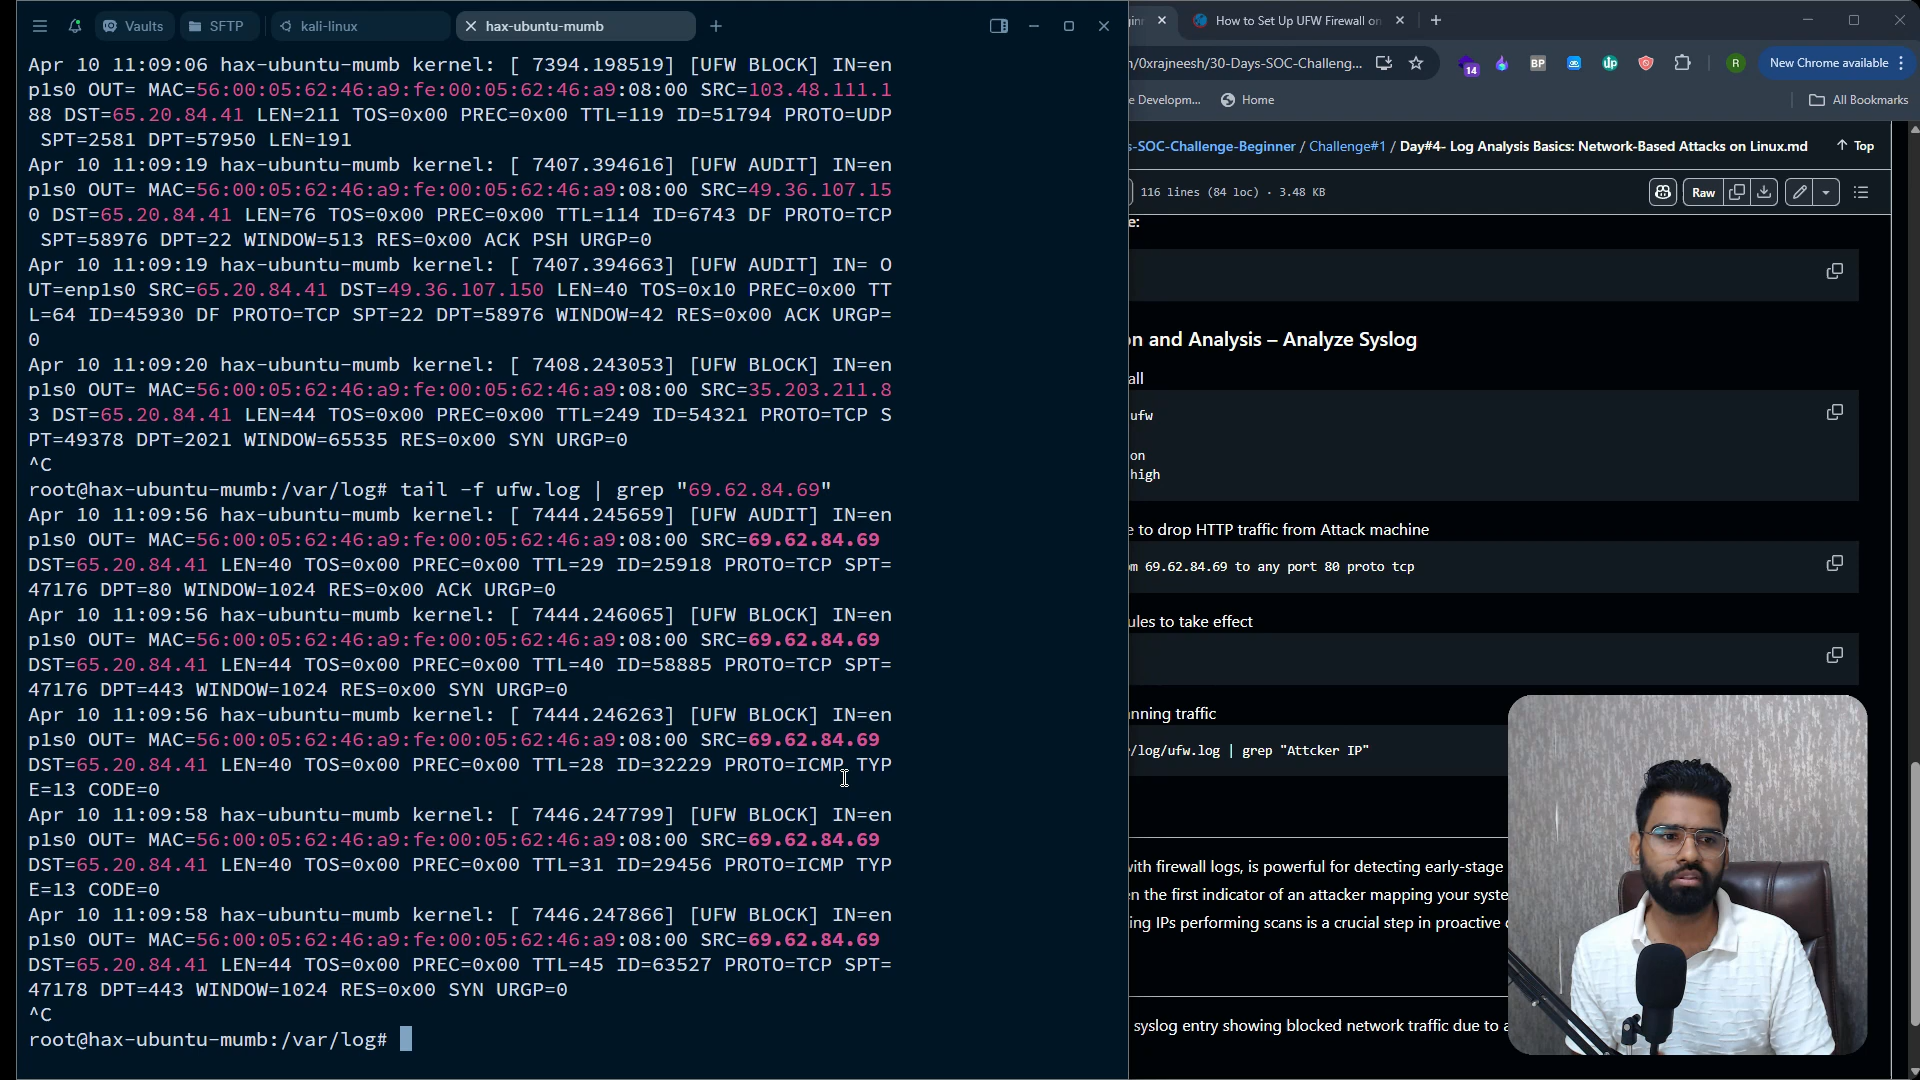 Vaults
SFTP
kali-linux
hax-ubuntu-mumb
Apr 10 11:09:06 hax-ubuntu-mumb kernel: [ 7394.198519] [UFW BLOCK] IN=en
p1s0 OUT= MAC=56:00:05:62:46:a9:fe:00:05:62:46:a9:08:00 SRC=103.48.111.1
88 DST=65.20.84.41 LEN=211 TOS=0x00 PREC=0x00 TTL=119 ID=51794 PROTO=UDP
SPT=2581 DPT=57950 LEN=191
Apr 10 11:09:19 hax-ubuntu-mumb kernel: [ 7407.394616] [UFW AUDIT] IN=en
p1s0 OUT= MAC=56:00:05:62:46:a9:fe:00:05:62:46:a9:08:00 SRC=49.36.107.15
0 DST=65.20.84.41 LEN=76 TOS=0x00 PREC=0x00 TTL=114 ID=6743 DF PROTO=TCP
SPT=58976 DPT=22 WINDOW=513 RES=0x00 ACK PSH URGP=0
Apr 10 11:09:19 hax-ubuntu-mumb kernel: [ 7407.394663] [UFW AUDIT] IN= O
UT=enp1s0 SRC=65.20.84.41 DST=49.36.107.150 LEN=40 TOS=0x10 PREC=0x00 TT
L=64 ID=45930 DF PROTO=TCP SPT=22 DPT=58976 WINDOW=42 RES=0x00 ACK URGP=
0
Apr 10 11:09:20 hax-ubuntu-mumb kernel: [ 7408.243053] [UFW BLOCK] IN=en
p1s0 OUT= MAC=56:00:05:62:46:a9:fe:00:05:62:46:a9:08:00 SRC=35.203.211.8
3 DST=65.20.84.41 LEN=44 TOS=0x00 PREC=0x00 TTL=249 ID=54321 PROTO=TCP S
PT=49378 DPT=2021 WINDOW=65535 RES=0x00 SYN URGP=0
^C
root@hax-ubuntu-mumb:/var/log# tail -f ufw.log | grep "69.62.84.69"
Apr 10 11:09:56 hax-ubuntu-mumb kernel: [ 7444.245659] [UFW AUDIT] IN=en
p1s0 OUT= MAC=56:00:05:62:46:a9:fe:00:05:62:46:a9:08:00 SRC=69.62.84.69
DST=65.20.84.41 LEN=40 TOS=0x00 PREC=0x00 TTL=29 ID=25918 PROTO=TCP SPT=
47176 DPT=80 WINDOW=1024 RES=0x00 ACK URGP=0
Apr 10 11:09:56 hax-ubuntu-mumb kernel: [ 7444.246065] [UFW BLOCK] IN=en
p1s0 OUT= MAC=56:00:05:62:46:a9:fe:00:05:62:46:a9:08:00 SRC=69.62.84.69
DST=65.20.84.41 LEN=44 TOS=0x00 PREC=0x00 TTL=40 ID=58885 PROTO=TCP SPT=
47176 DPT=443 WINDOW=1024 RES=0x00 SYN URGP=0
Apr 10 11:09:56 hax-ubuntu-mumb kernel: [ 7444.246263] [UFW BLOCK] IN=en
p1s0 OUT= MAC=56:00:05:62:46:a9:fe:00:05:62:46:a9:08:00 SRC=69.62.84.69
DST=65.20.84.41 LEN=40 TOS=0x00 PREC=0x00 TTL=28 ID=32229 PROTO=ICMP TYP
E=13 CODE=0
Apr 10 11:09:58 hax-ubuntu-mumb kernel: [ 7446.247799] [UFW BLOCK] IN=en
p1s0 OUT= MAC=56:00:05:62:46:a9:fe:00:05:62:46:a9:08:00 SRC=69.62.84.69
DST=65.20.84.41 LEN=40 TOS=0x00 PREC=0x00 TTL=31 ID=29456 PROTO=ICMP TYP
E=13 CODE=0
Apr 10 11:09:58 hax-ubuntu-mumb kernel: [ 7446.247866] [UFW BLOCK] IN=en
p1s0 OUT= MAC=56:00:05:62:46:a9:fe:00:05:62:46:a9:08:00 SRC=69.62.84.69
DST=65.20.84.41 LEN=44 TOS=0x00 PREC=0x00 TTL=45 ID=63527 PROTO=TCP SPT=
47178 DPT=443 WINDOW=1024 RES=0x00 SYN URGP=0
^C
root@hax-ubuntu-mumb:/var/log#
How to Set Up UFW Firewall on
/0xrajneesh/30-Days-SOC-Challeng...
14
BP
up
R
New Chrome available
e Developm...
Home
All Bookmarks
s-SOC-Challenge-Beginner / Challenge#1 / Day#4- Log Analysis Basics: Network-Based Attacks on Linux.md
Top
116 lines (84 loc) · 3.48 KB
Raw
e:
on and Analysis – Analyze Syslog
all
ufw
on
high
e to drop HTTP traffic from Attack machine
om 69.62.84.69 to any port 80 proto tcp
ules to take effect
anning traffic
/log/ufw.log | grep "Attcker IP"
with firewall logs, is powerful for detecting early-stage
en the first indicator of an attacker mapping your syste
ing IPs performing scans is a crucial step in proactive
syslog entry showing blocked network traffic due to a